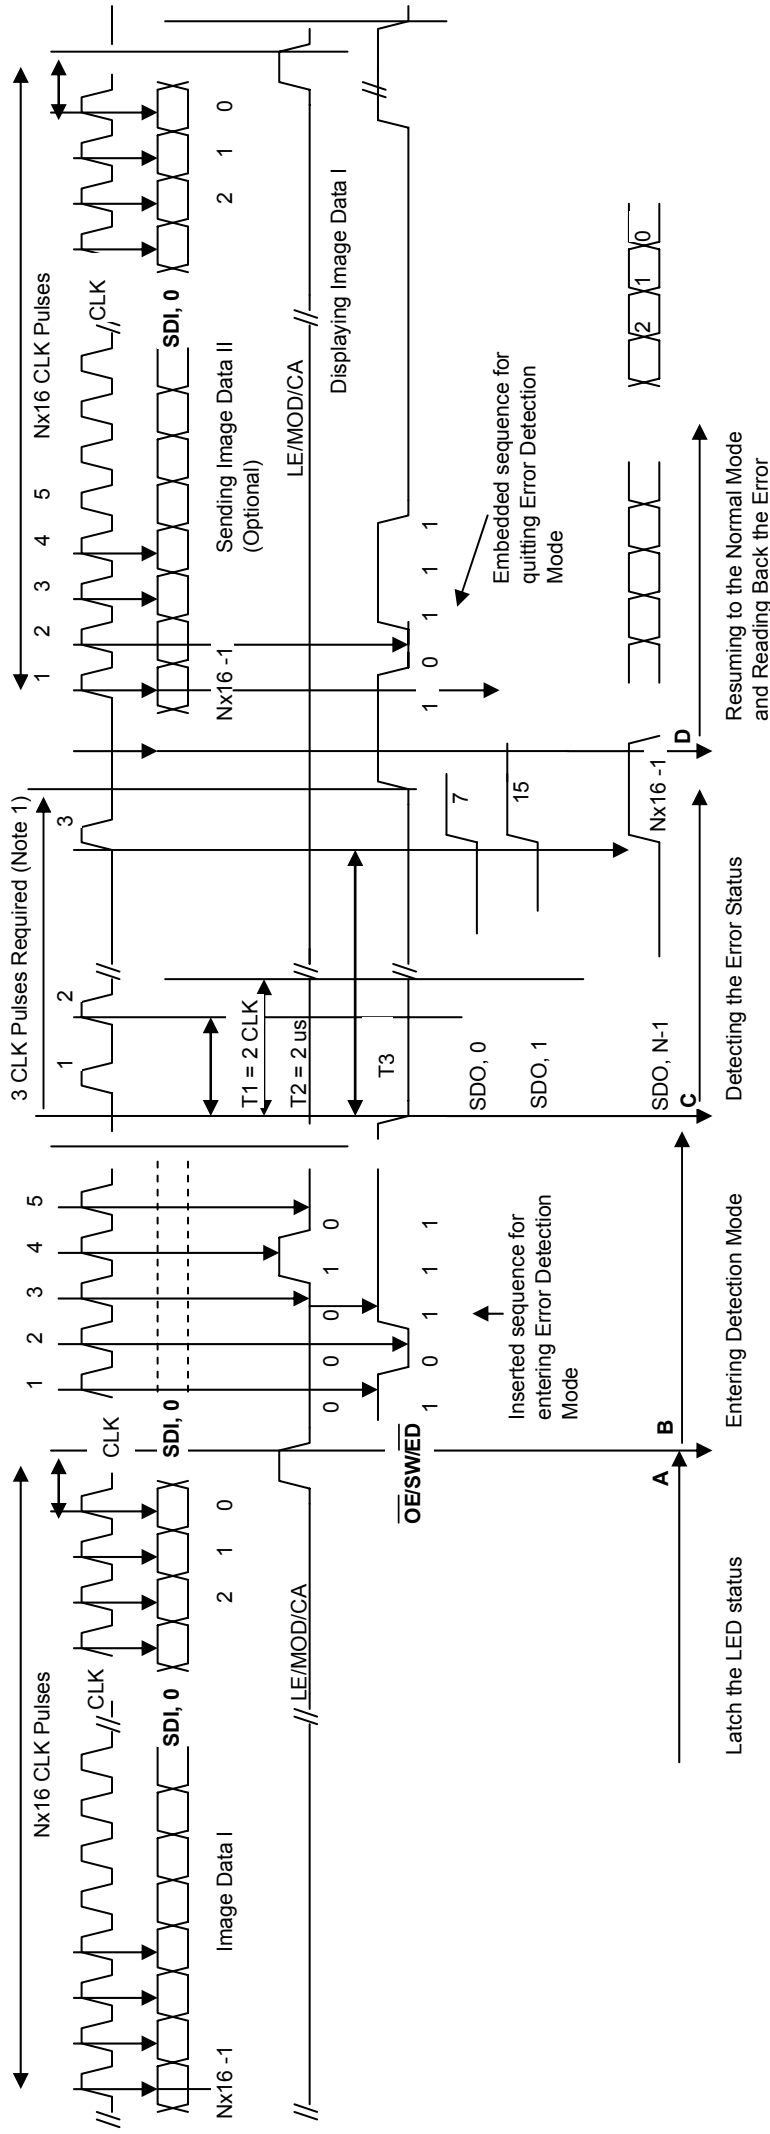 Nx16 CLK Pulses
3 CLK Pulses Required (Note 1)
Nx16 CLK Pulses
1 2 3 4 5
1 2
3
1 2 3 4 5
CLK
CLK
CLK
SDI, 0
SDI, 0
SDI, 0
Nx16 -1
Image Data I
2 1 0
Nx16 -1
Sending Image Data II
(Optional)
2 1 0
T1 = 2 CLK
T2 = 2 us
T3
LE/MOD/CA
LE/MOD/CA
0 0 0 1 0
Displaying Image Data I
OE/SW/ED
1 0 1 1 1
1 0 1 1 1
Inserted sequence for
entering Error Detection
Mode
Embedded sequence for
quitting Error Detection
Mode
SDO, 0
7
SDO, 1
15
SDO, N-1
Nx16 -1
2 1 0
A
B
C
D
Latch the LED status
Entering Detection Mode
Detecting the Error Status
Resuming to the Normal Mode
and Reading Back the Error